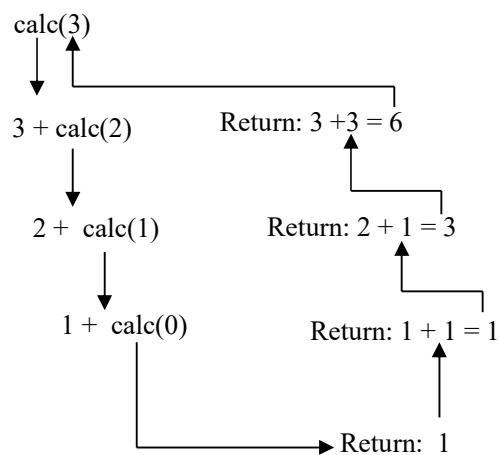 calc(3)
3 + calc(2)
Return: 3 +3 = 6
2 + calc(1)
Return: 2 + 1 = 3
1 + calc(0)
Return: 1 + 1 = 1
Return: 1